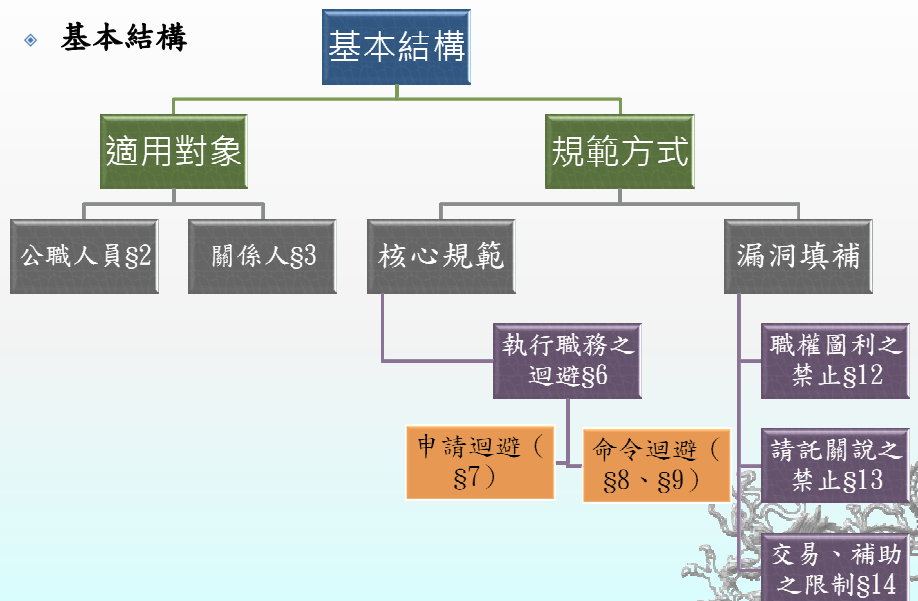 基本結構
基本結構
適用對象
規範方式
公職人員§2
關係人§3
核心規範
漏洞填補
執行職務之
迴避§6
職權圖利之
禁止§12
申請迴避（
§7）
命令迴避（
§8、§9）
請託關說之
禁止§13
交易、補助
之限制§14